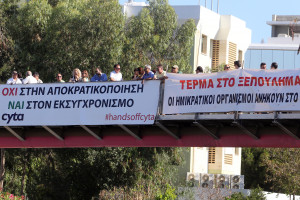 ΟΧΙ ΣΤΗΝ ΑΠΟΚΡΑΤΙΚΟΠΟΙΗΣΗ
ΝΑΙ ΣΤΟΝ ΕΚΣΥΓΧΡΟΝΙΣΜΟ
cyta
#handsoffcyta
ΤΕΡΜΑ ΣΤΟ ΞΕΠΟΥΛΗΜΑ
ΟΙ ΗΜΙΚΡΑΤΙΚΟΙ ΟΡΓΑΝΙΣΜΟΙ ΑΝΗΚΟΥΝ ΣΤΟ